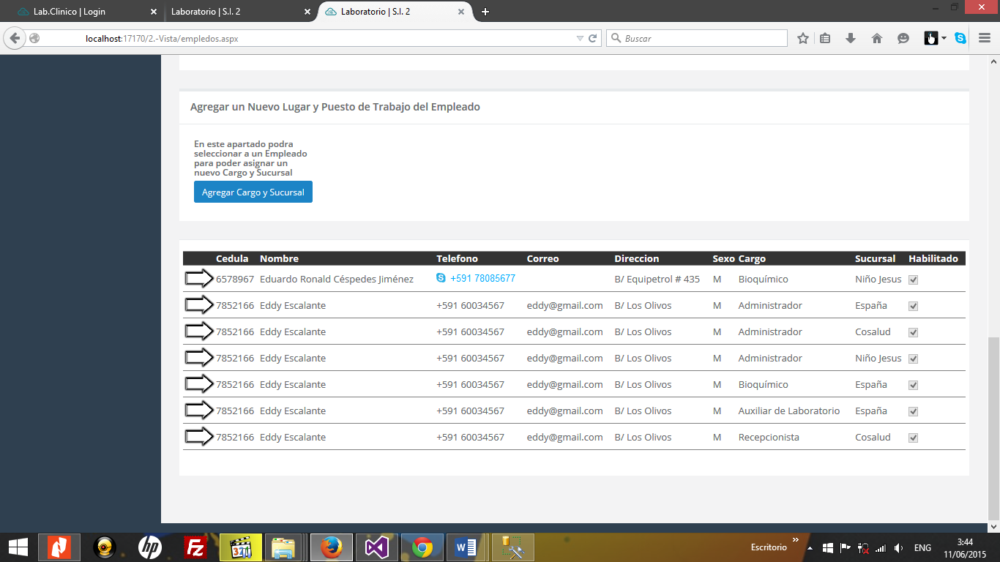 Lab.Clinico | Login
Laboratorio | S.I. 2
Laboratorio | S.I. 2
localhost:17170/2.-Vista/empledos.aspx
Buscar
Agregar un Nuevo Lugar y Puesto de Trabajo del Empleado
En este apartado podra
seleccionar a un Empleado
para poder asignar un
nuevo Cargo y Sucursal
Agregar Cargo y Sucursal
Cedula Nombre Telefono Correo Direccion Sexo Cargo Sucursal Habilitado
6578967 Eduardo Ronald Céspedes Jiménez +591 78085677 B/ Equipetrol # 435 M Bioquímico Niño Jesus
7852166 Eddy Escalante +591 60034567 eddy@gmail.com B/ Los Olivos M Administrador España
7852166 Eddy Escalante +591 60034567 eddy@gmail.com B/ Los Olivos M Administrador Cosalud
7852166 Eddy Escalante +591 60034567 eddy@gmail.com B/ Los Olivos M Administrador Niño Jesus
7852166 Eddy Escalante +591 60034567 eddy@gmail.com B/ Los Olivos M Bioquímico España
7852166 Eddy Escalante +591 60034567 eddy@gmail.com B/ Los Olivos M Auxiliar de Laboratorio España
7852166 Eddy Escalante +591 60034567 eddy@gmail.com B/ Los Olivos M Recepcionista Cosalud
Escritorio
ENG
3:44
11/06/2015